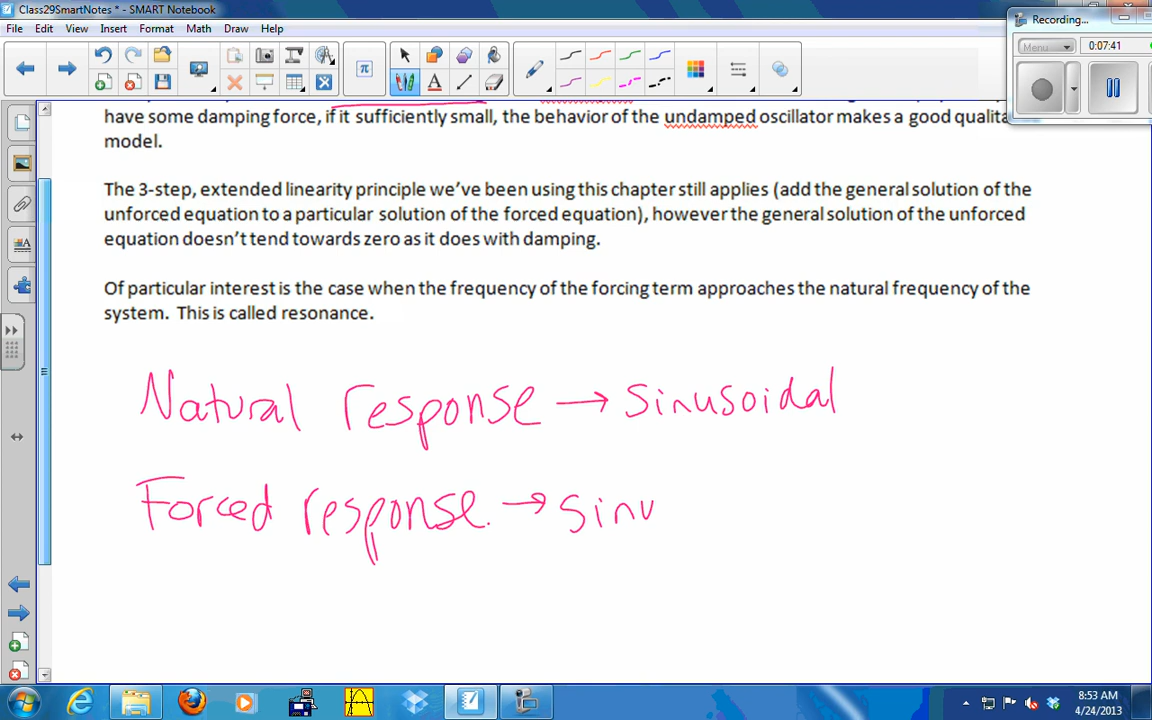 Class29SmartNotes * - SMART Notebook
File Edit View Insert Format Math Draw Help
Recording...
Menu
0:07:41
π
have some damping force, if it sufficiently small, the behavior of the undamped oscillator makes a good qualita
model.
The 3-step, extended linearity principle we've been using this chapter still applies (add the general solution of the
unforced equation to a particular solution of the forced equation), however the general solution of the unforced
equation doesn't tend towards zero as it does with damping.
Of particular interest is the case when the frequency of the forcing term approaches the natural frequency of the
system. This is called resonance.
Natural response → sinusoidal
Forced response → sinu
8:53 AM
4/24/2013